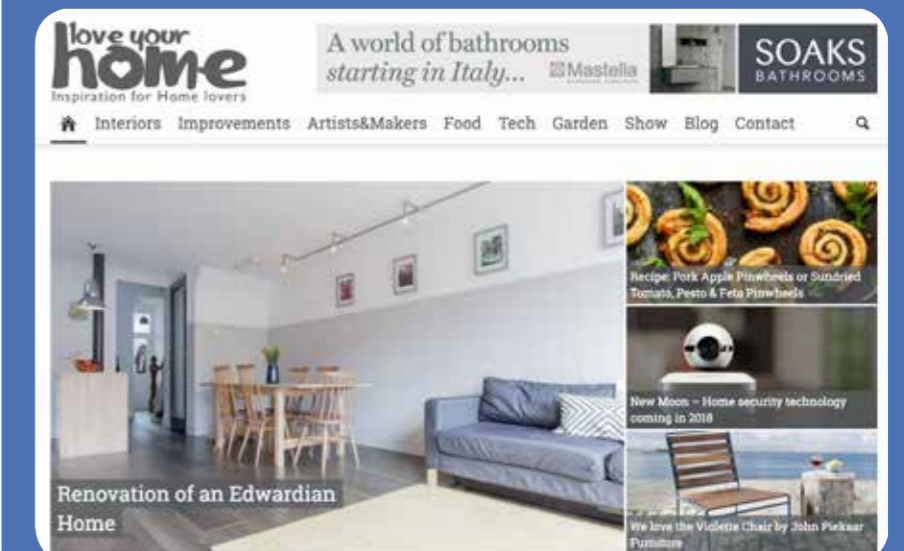 love your
home
Inspiration for Home lovers
A world of bathrooms
starting in Italy...
Mastella
SOAKS
BATHROOMS
Interiors Improvements Artists&Makers Food Tech Garden Show Blog Contact
Renovation of an Edwardian
Home
Recipe: Pork Apple Pinwheels or Sundried
Tomato, Pesto & Feta Pinwheels
New Moon – Home security technology
coming in 2018
We love the Violette Chair by John Piekaar
Furniture